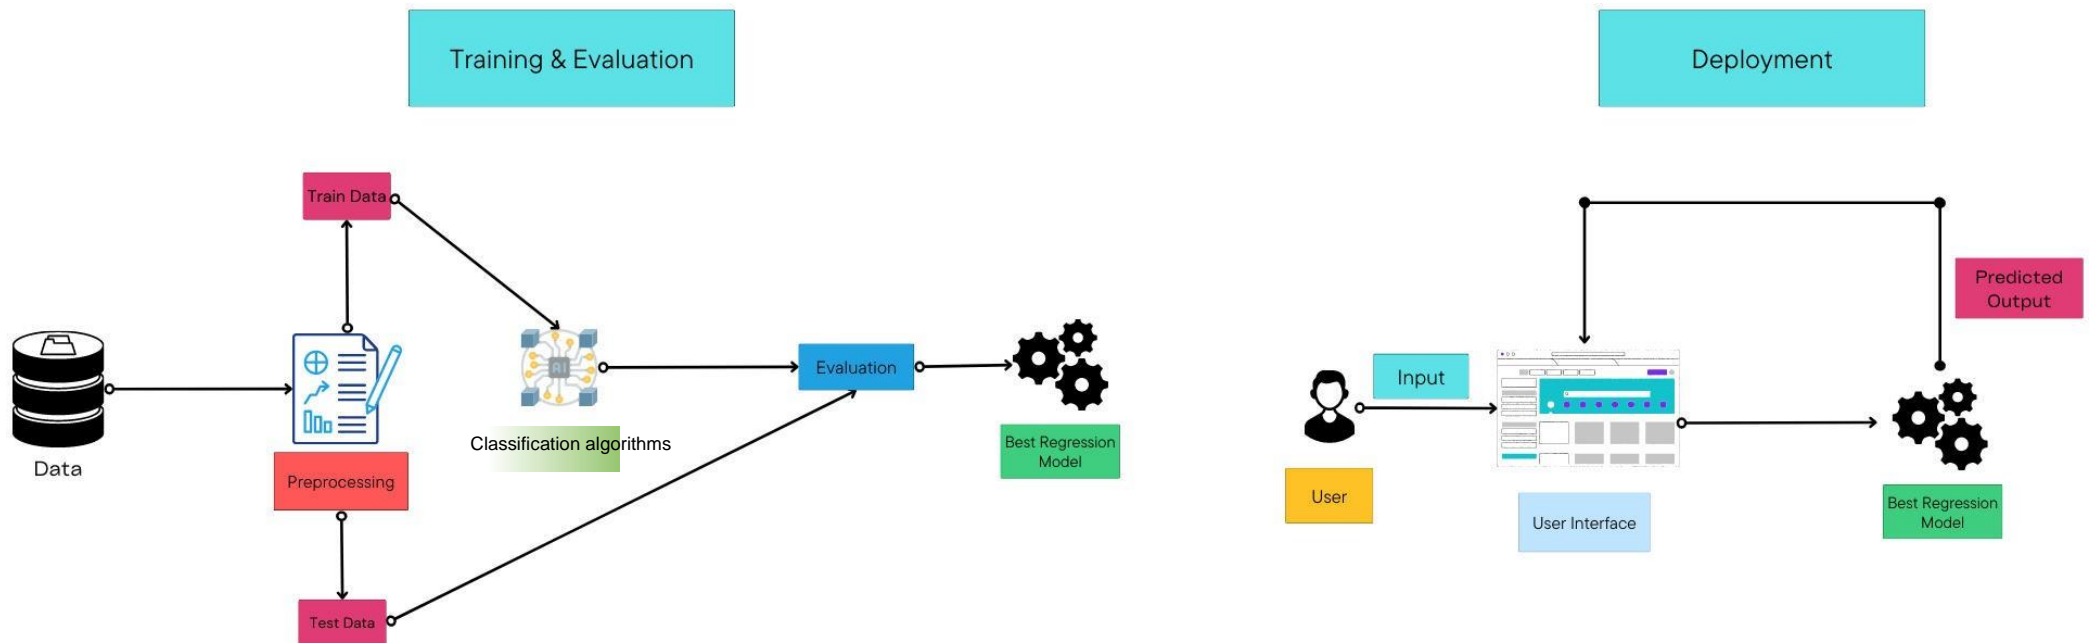 Training & Evaluation
Train Data
Data
Preprocessing
Test Data
AI
Classification algorithms
Evaluation
Best Regression
Model
Deployment
Predicted
Output
Input
User
User Interface
Best Regression
Model